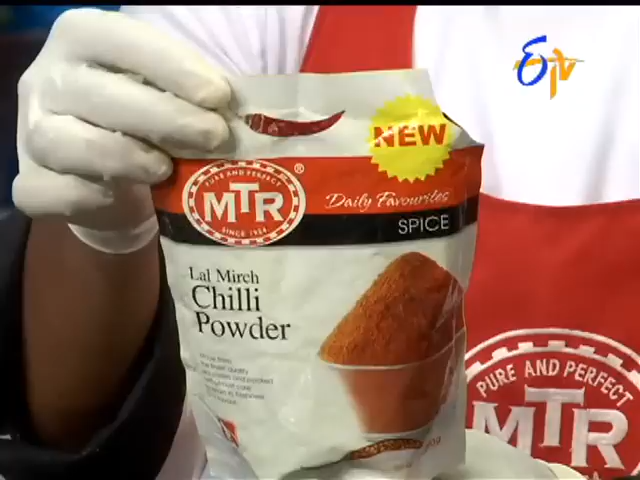 etv
NEW
PURE AND PERFECT
MTR
®
SINCE 1924
Daily Favourites
SPICE
Lal Mirch
Chilli
Powder
PURE AND PERFECT
MTR